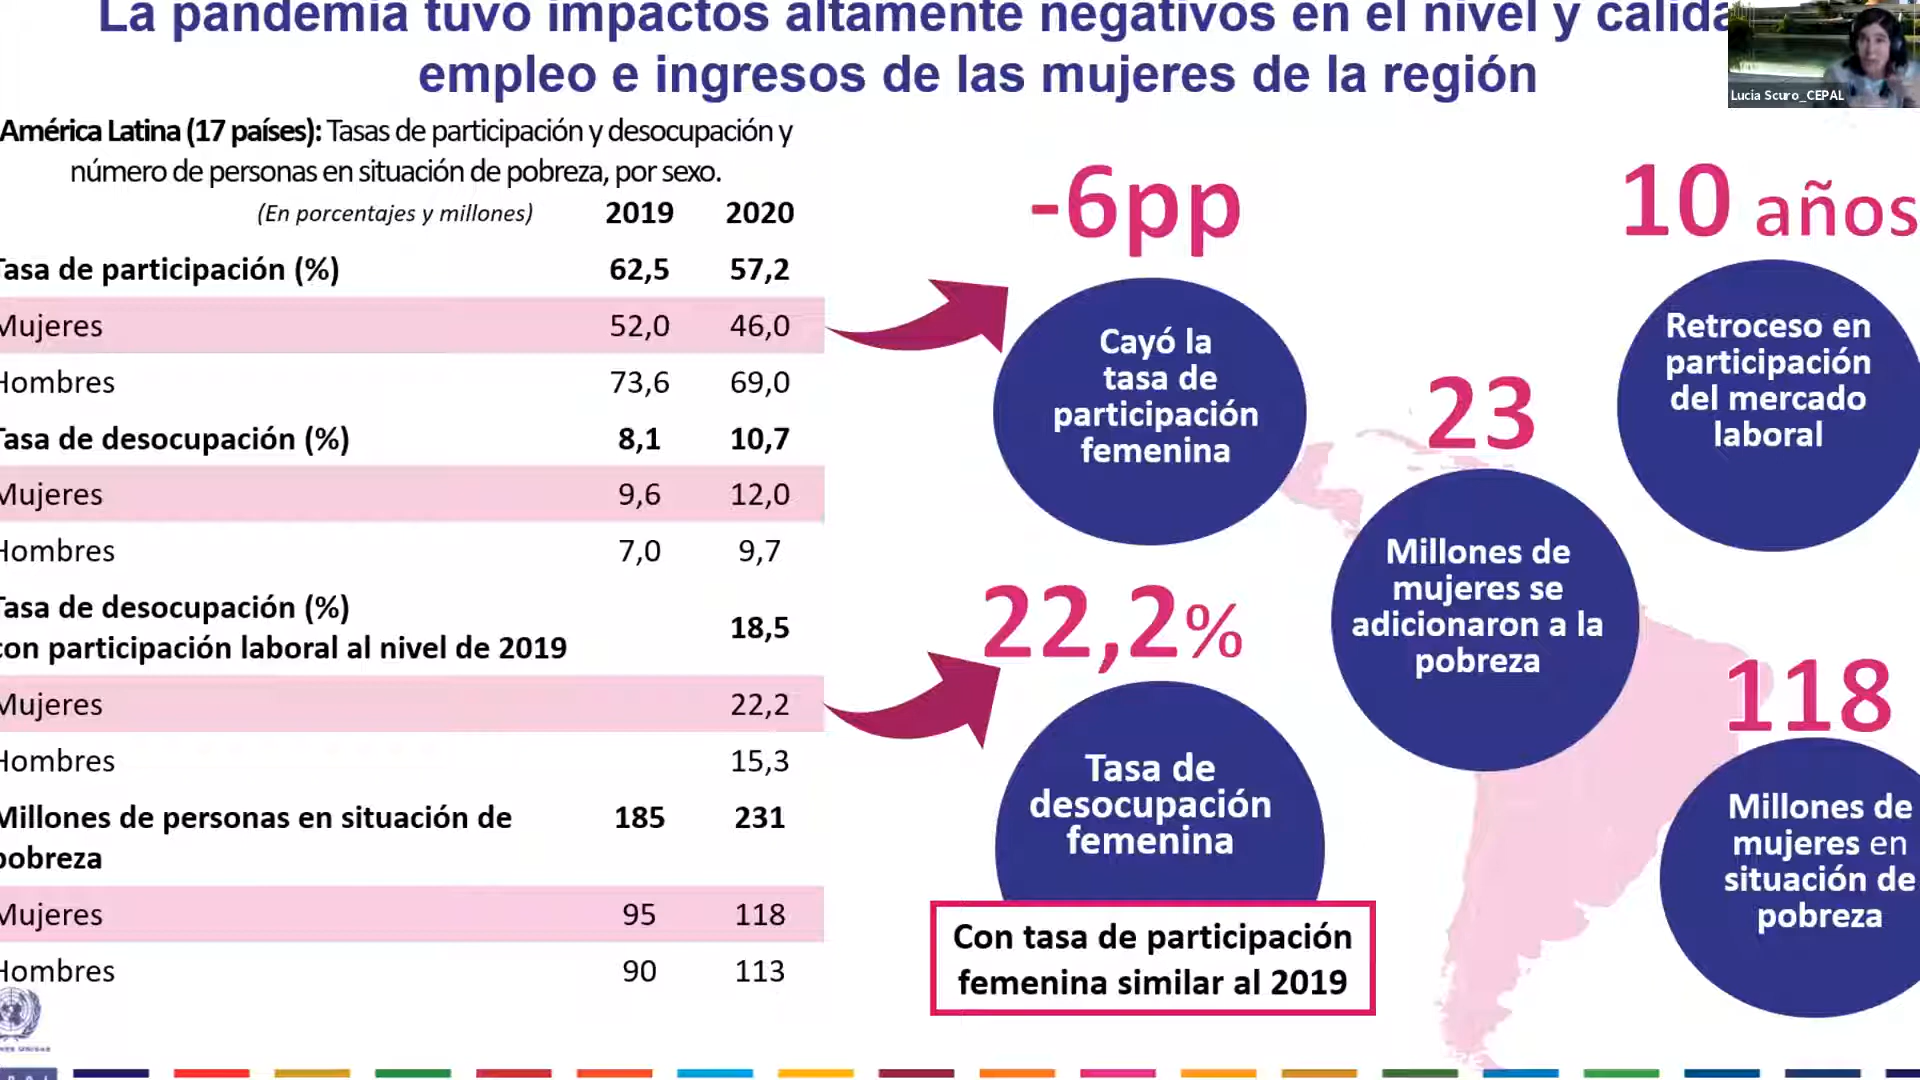 La pandemia tuvo impactos altamente negativos en el nivel y calida
empleo e ingresos de las mujeres de la región
Lucia Scuro_CEPAL
América Latina (17 países): Tasas de participación y desocupación y
número de personas en situación de pobreza, por sexo.
(En porcentajes y millones) 2019 2020
Tasa de participación (%) 62,5 57,2
Mujeres 52,0 46,0
Hombres 73,6 69,0
Tasa de desocupación (%) 8,1 10,7
Mujeres 9,6 12,0
Hombres 7,0 9,7
Tasa de desocupación (%)
con participación laboral al nivel de 2019 18,5
Mujeres 22,2
Hombres 15,3
Millones de personas en situación de 185 231
pobreza
Mujeres 95 118
Hombres 90 113
-6pp
Cayó la
tasa de
participación
femenina
22,2%
Tasa de
desocupación
femenina
Con tasa de participación
femenina similar al 2019
23
Millones de
mujeres se
adicionaron a la
pobreza
10 años
Retroceso en
participación
del mercado
laboral
118
Millones de
mujeres en
situación de
pobreza